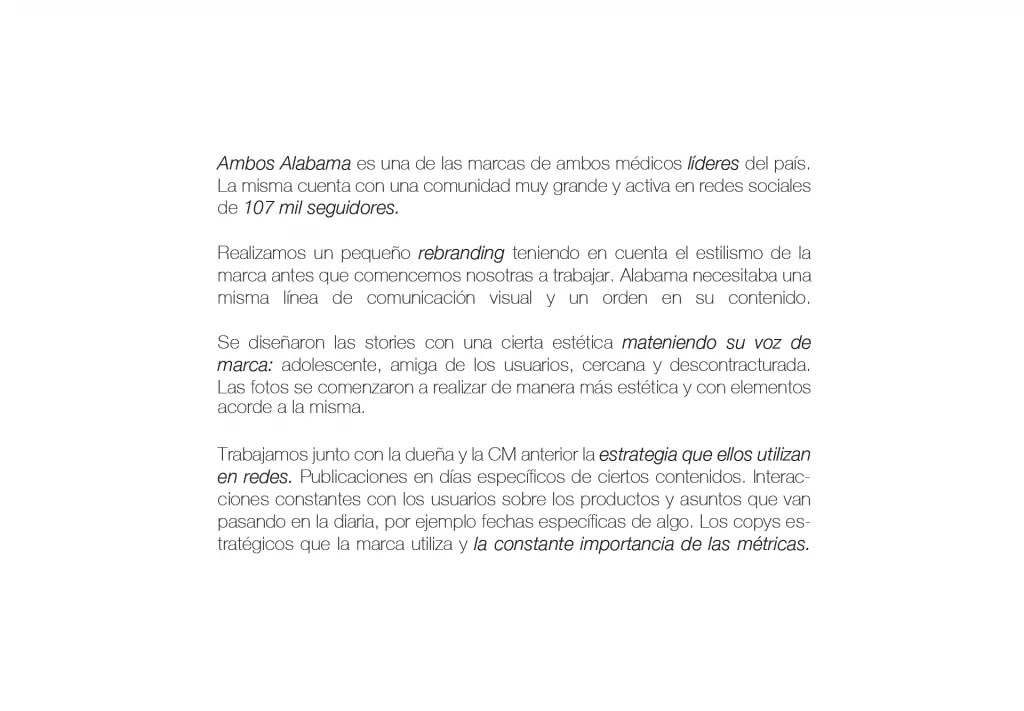 Ambos Alabama es una de las marcas de ambos médicos líderes del país.
La misma cuenta con una comunidad muy grande y activa en redes sociales
de 107 mil seguidores.
Realizamos un pequeño rebranding teniendo en cuenta el estilismo de la
marca antes que comencemos nosotras a trabajar. Alabama necesitaba una
misma línea de comunicación visual y un orden en su contenido.
Se diseñaron las stories con una cierta estética mateniendo su voz de
marca: adolescente, amiga de los usuarios, cercana y descontracturada.
Las fotos se comenzaron a realizar de manera más estética y con elementos
acorde a la misma.
Trabajamos junto con la dueña y la CM anterior la estrategia que ellos utilizan
en redes. Publicaciones en días específicos de ciertos contenidos. Interac-
ciones constantes con los usuarios sobre los productos y asuntos que van
pasando en la diaria, por ejemplo fechas específicas de algo. Los copys es-
tratégicos que la marca utiliza y la constante importancia de las métricas.